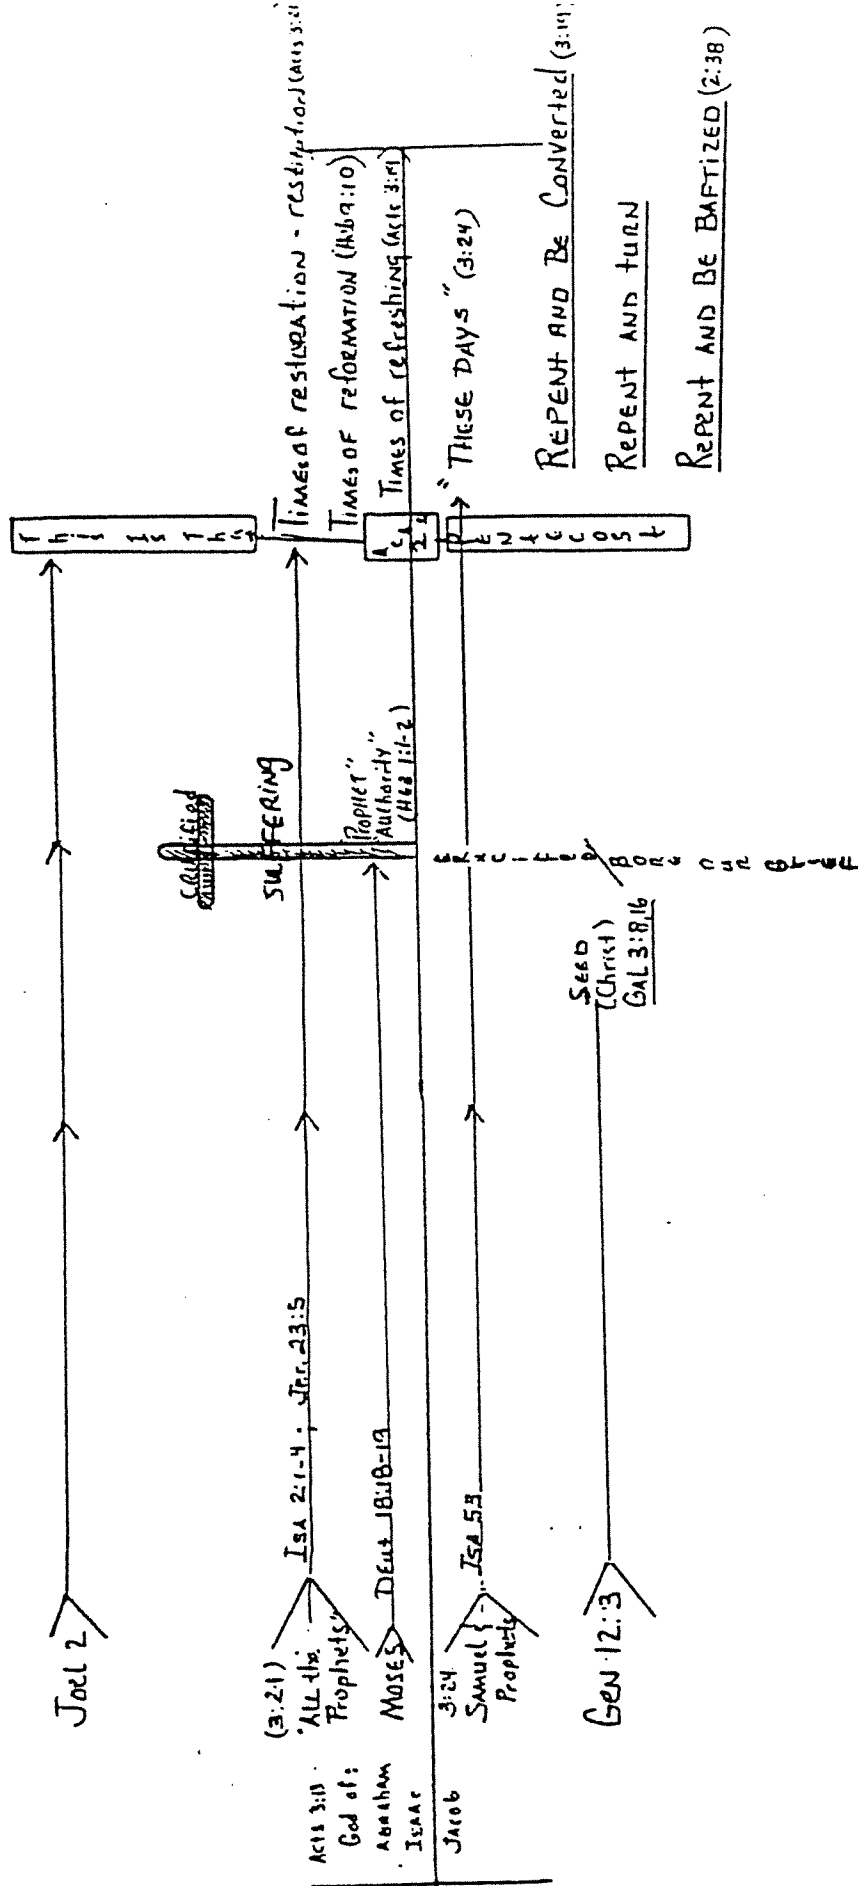 Joel 2
This Is That
Crucified
SUFFERING
(3:21)
"ALL the
Prophets"
ISA 2:1-4 . Jer. 23:5
Times of restoration - restitution (Acts 3:21)
Times OF reformation (Heb 9:10)
Times of refreshing (Acts 3:19)
Acts 3:13
God of:
Abraham
Isaac
Jacob
MOSES
Deut 18:18-19
"Prophet"
Authority"
(Heb 1:1-2)
Acts 2
PENtecost
3:24
Samuel &
Prophets
ISA 53
"THESE DAYS" (3:24)
BORE OUR
Gen 12:3
SEED
(Christ)
GAL 3:8,16
REPENT AND BE CONVERTED (3:19)
REPENT AND turn
REPENT AND BE BAPTIZED (2:38)